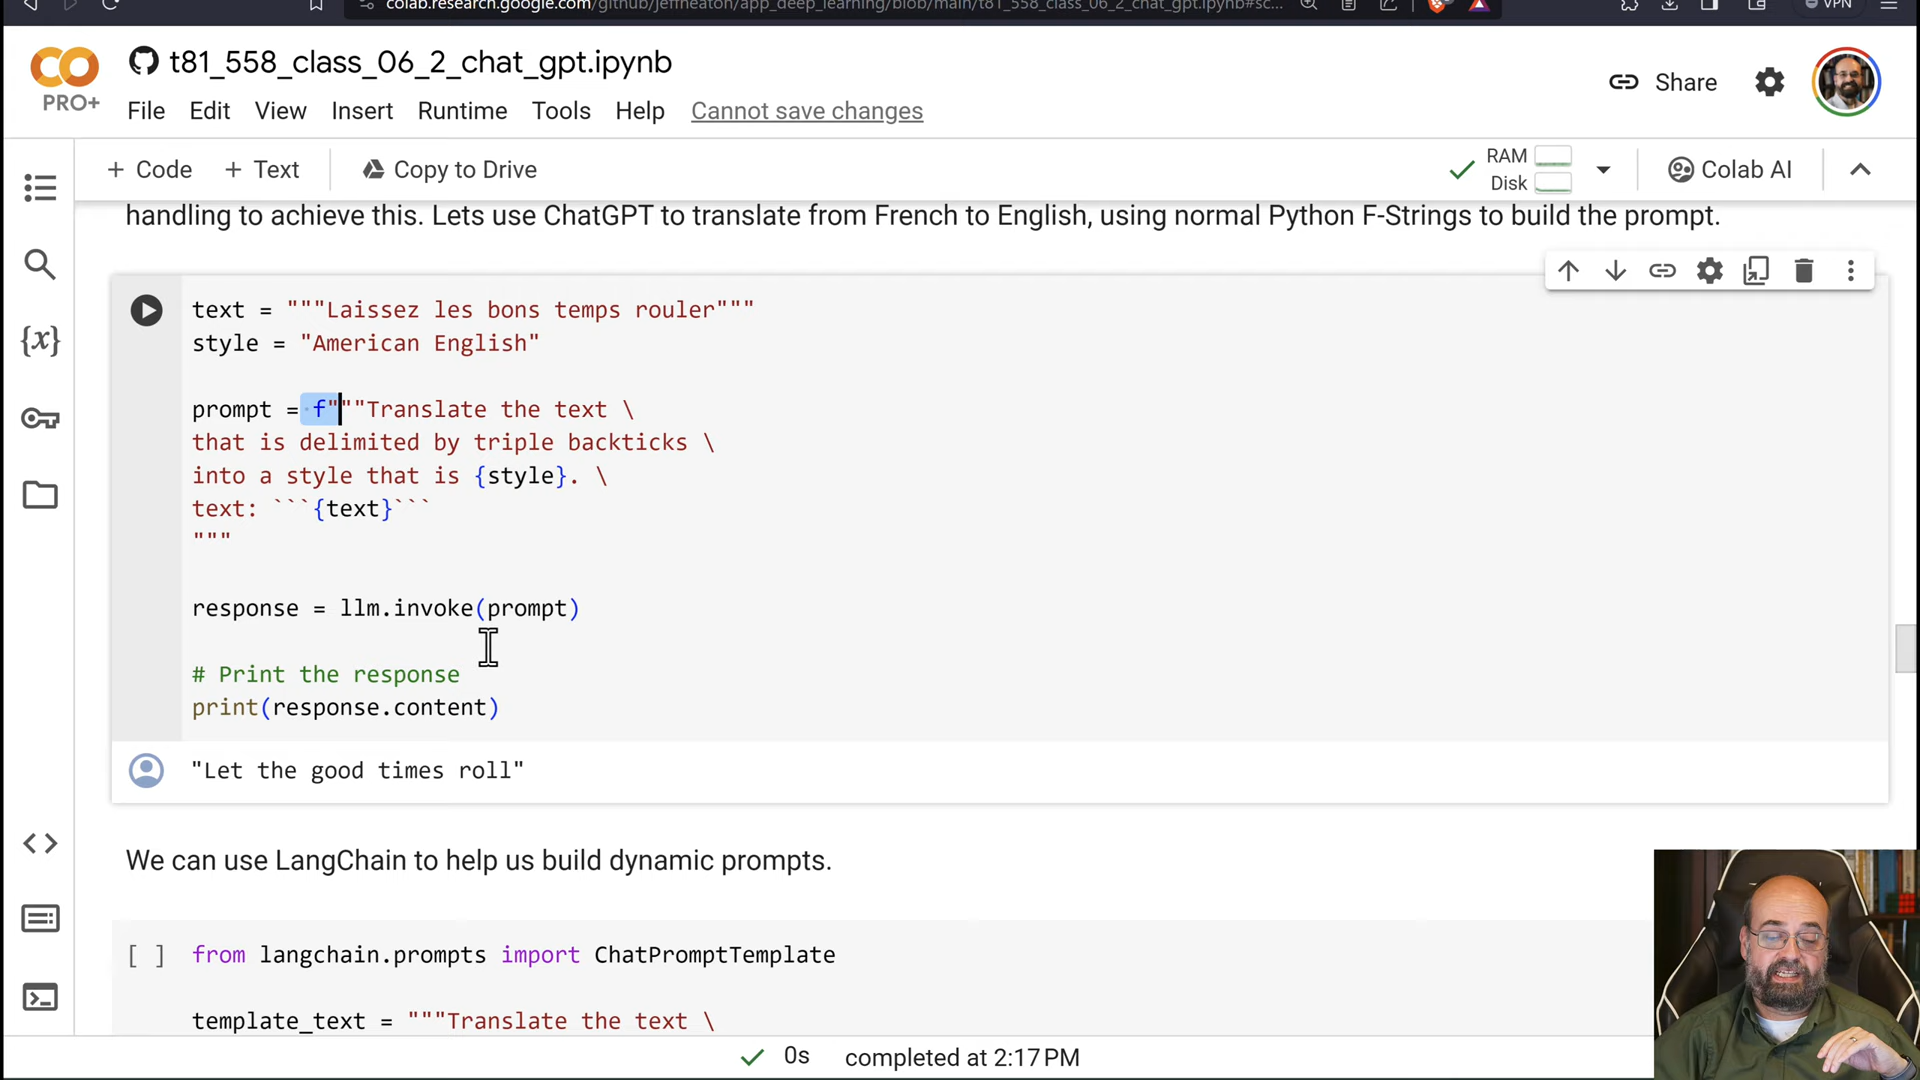 colab.research.google.com/github/jeffheaton/app_deep_learning/blob/main/t81_558_class_06_2_chat_gpt.ipynb#sc...
VPN
CO
PRO+
t81_558_class_06_2_chat_gpt.ipynb
Share
File Edit View Insert Runtime Tools Help Cannot save changes
+ Code + Text Copy to Drive
RAM
Disk
Colab AI
handling to achieve this. Lets use ChatGPT to translate from French to English, using normal Python F-Strings to build the prompt.
{x}
text = """Laissez les bons temps rouler"""
style = "American English"
prompt = f"""Translate the text \
that is delimited by triple backticks \
into a style that is {style}. \
text: ```{text}```
"""
response = llm.invoke(prompt)
# Print the response
print(response.content)
"Let the good times roll"
We can use LangChain to help us build dynamic prompts.
[ ] from langchain.prompts import ChatPromptTemplate
template_text = """Translate the text \
0s completed at 2:17 PM